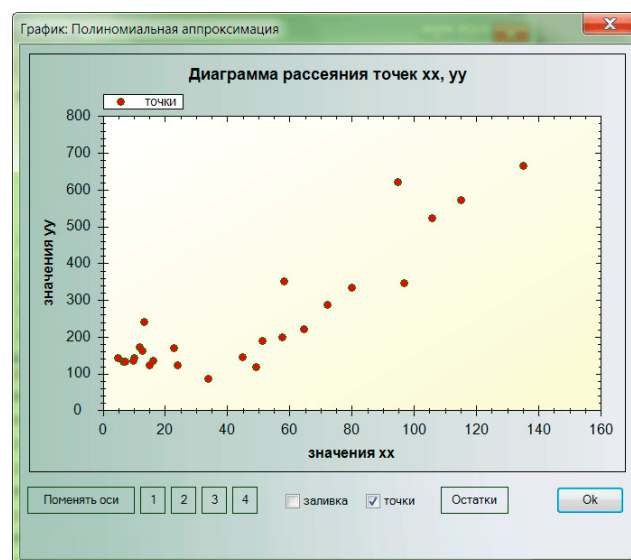 График: Полиномиальная аппроксимация
Диаграмма рассеяния точек xx, yy
точки
800
700
600
500
400
300
200
100
0
значения yy
0 20 40 60 80 100 120 140 160
значения xx
Поменять оси 1 2 3 4 заливка точки Остатки Ok